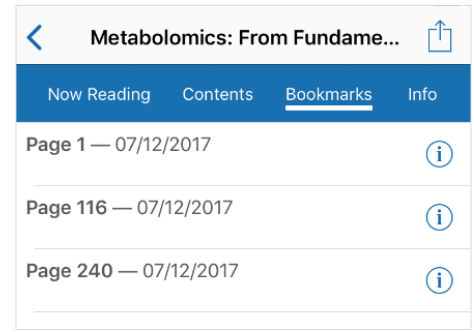 Metabolomics: From Fundame...
Now Reading Contents Bookmarks Info
Page 1 — 07/12/2017
Page 116 — 07/12/2017
Page 240 — 07/12/2017